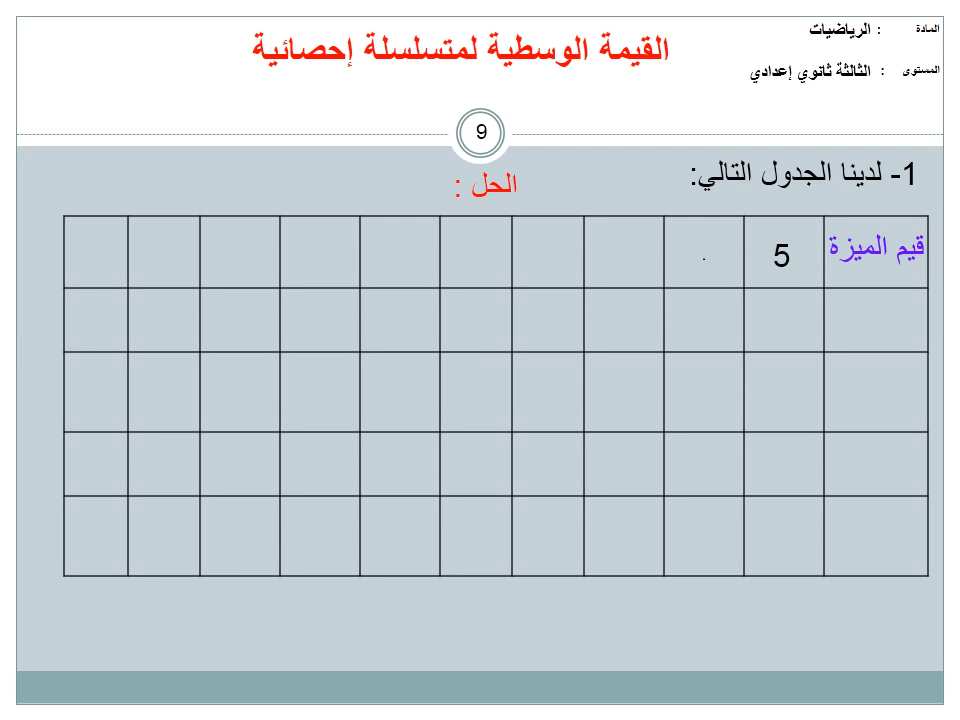 المادة : الرياضيات
المستوى : الثالثة ثانوي إعدادي
القيمة الوسطية لمتسلسلة إحصائية
9
1- لدينا الجدول التالي:
الحل :
قيم الميزة 5 .